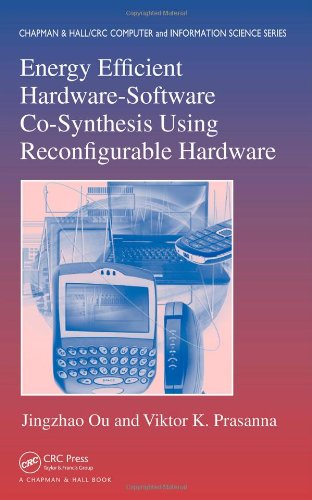 CHAPMAN & HALL/CRC COMPUTER and INFORMATION SCIENCE SERIES
Energy Efficient
Hardware-Software
Co-Synthesis Using
Reconfigurable Hardware
Jingzhao Ou and Viktor K. Prasanna
CRC
CRC Press
Taylor & Francis Group
A CHAPMAN & HALL BOOK